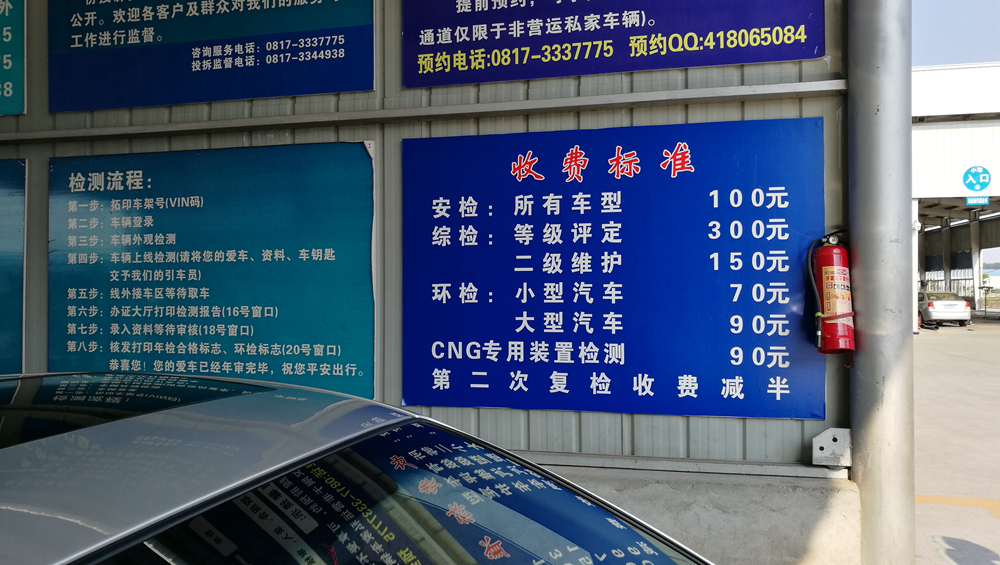 公开。欢迎各客户及群众对我们的服务
工作进行监督。
咨询服务电话：0817-3337775
投拆监督电话：0817-3344938
通道仅限于非营运私家车辆)。
预约电话:0817-3337775 预约QQ:418065084
检测流程：
第一步：拓印车架号(VIN码)
第二步：车辆登录
第三步：车辆外观检测
第四步：车辆上线检测(请将您的爱车、资料、车钥匙
交予我们的引车员)
第五步：线外接车区等待取车
第六步：办证大厅打印检测报告(16号窗口)
第七步：录入资料等待审核(18号窗口)
第八步：核发打印年检合格标志、环检标志(20号窗口)
恭喜您！您的爱车已经年审完毕，祝您平安出行。
收费标准
安检：所有车型 100元
综检：等级评定 300元
二级维护 150元
环检：小型汽车 70元
大型汽车 90元
CNG专用装置检测 90元
第二次复检收费减半
入口